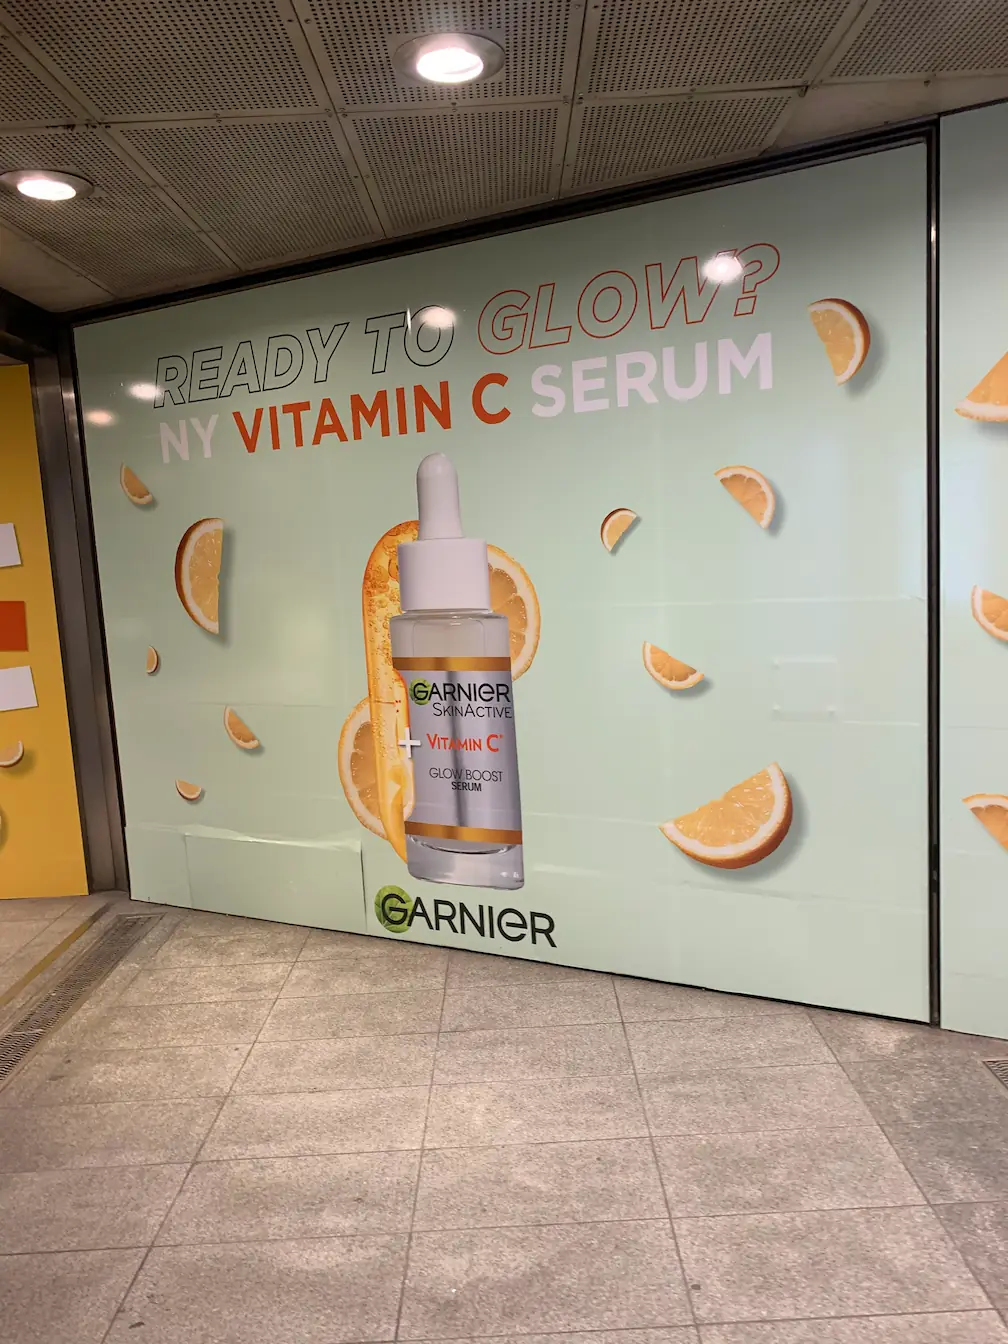 READY TO GLOW?
NY VITAMIN C SERUM
GARNIER
SKINACTIVE
+ VITAMIN C*
GLOW BOOST
SERUM
GARNIER